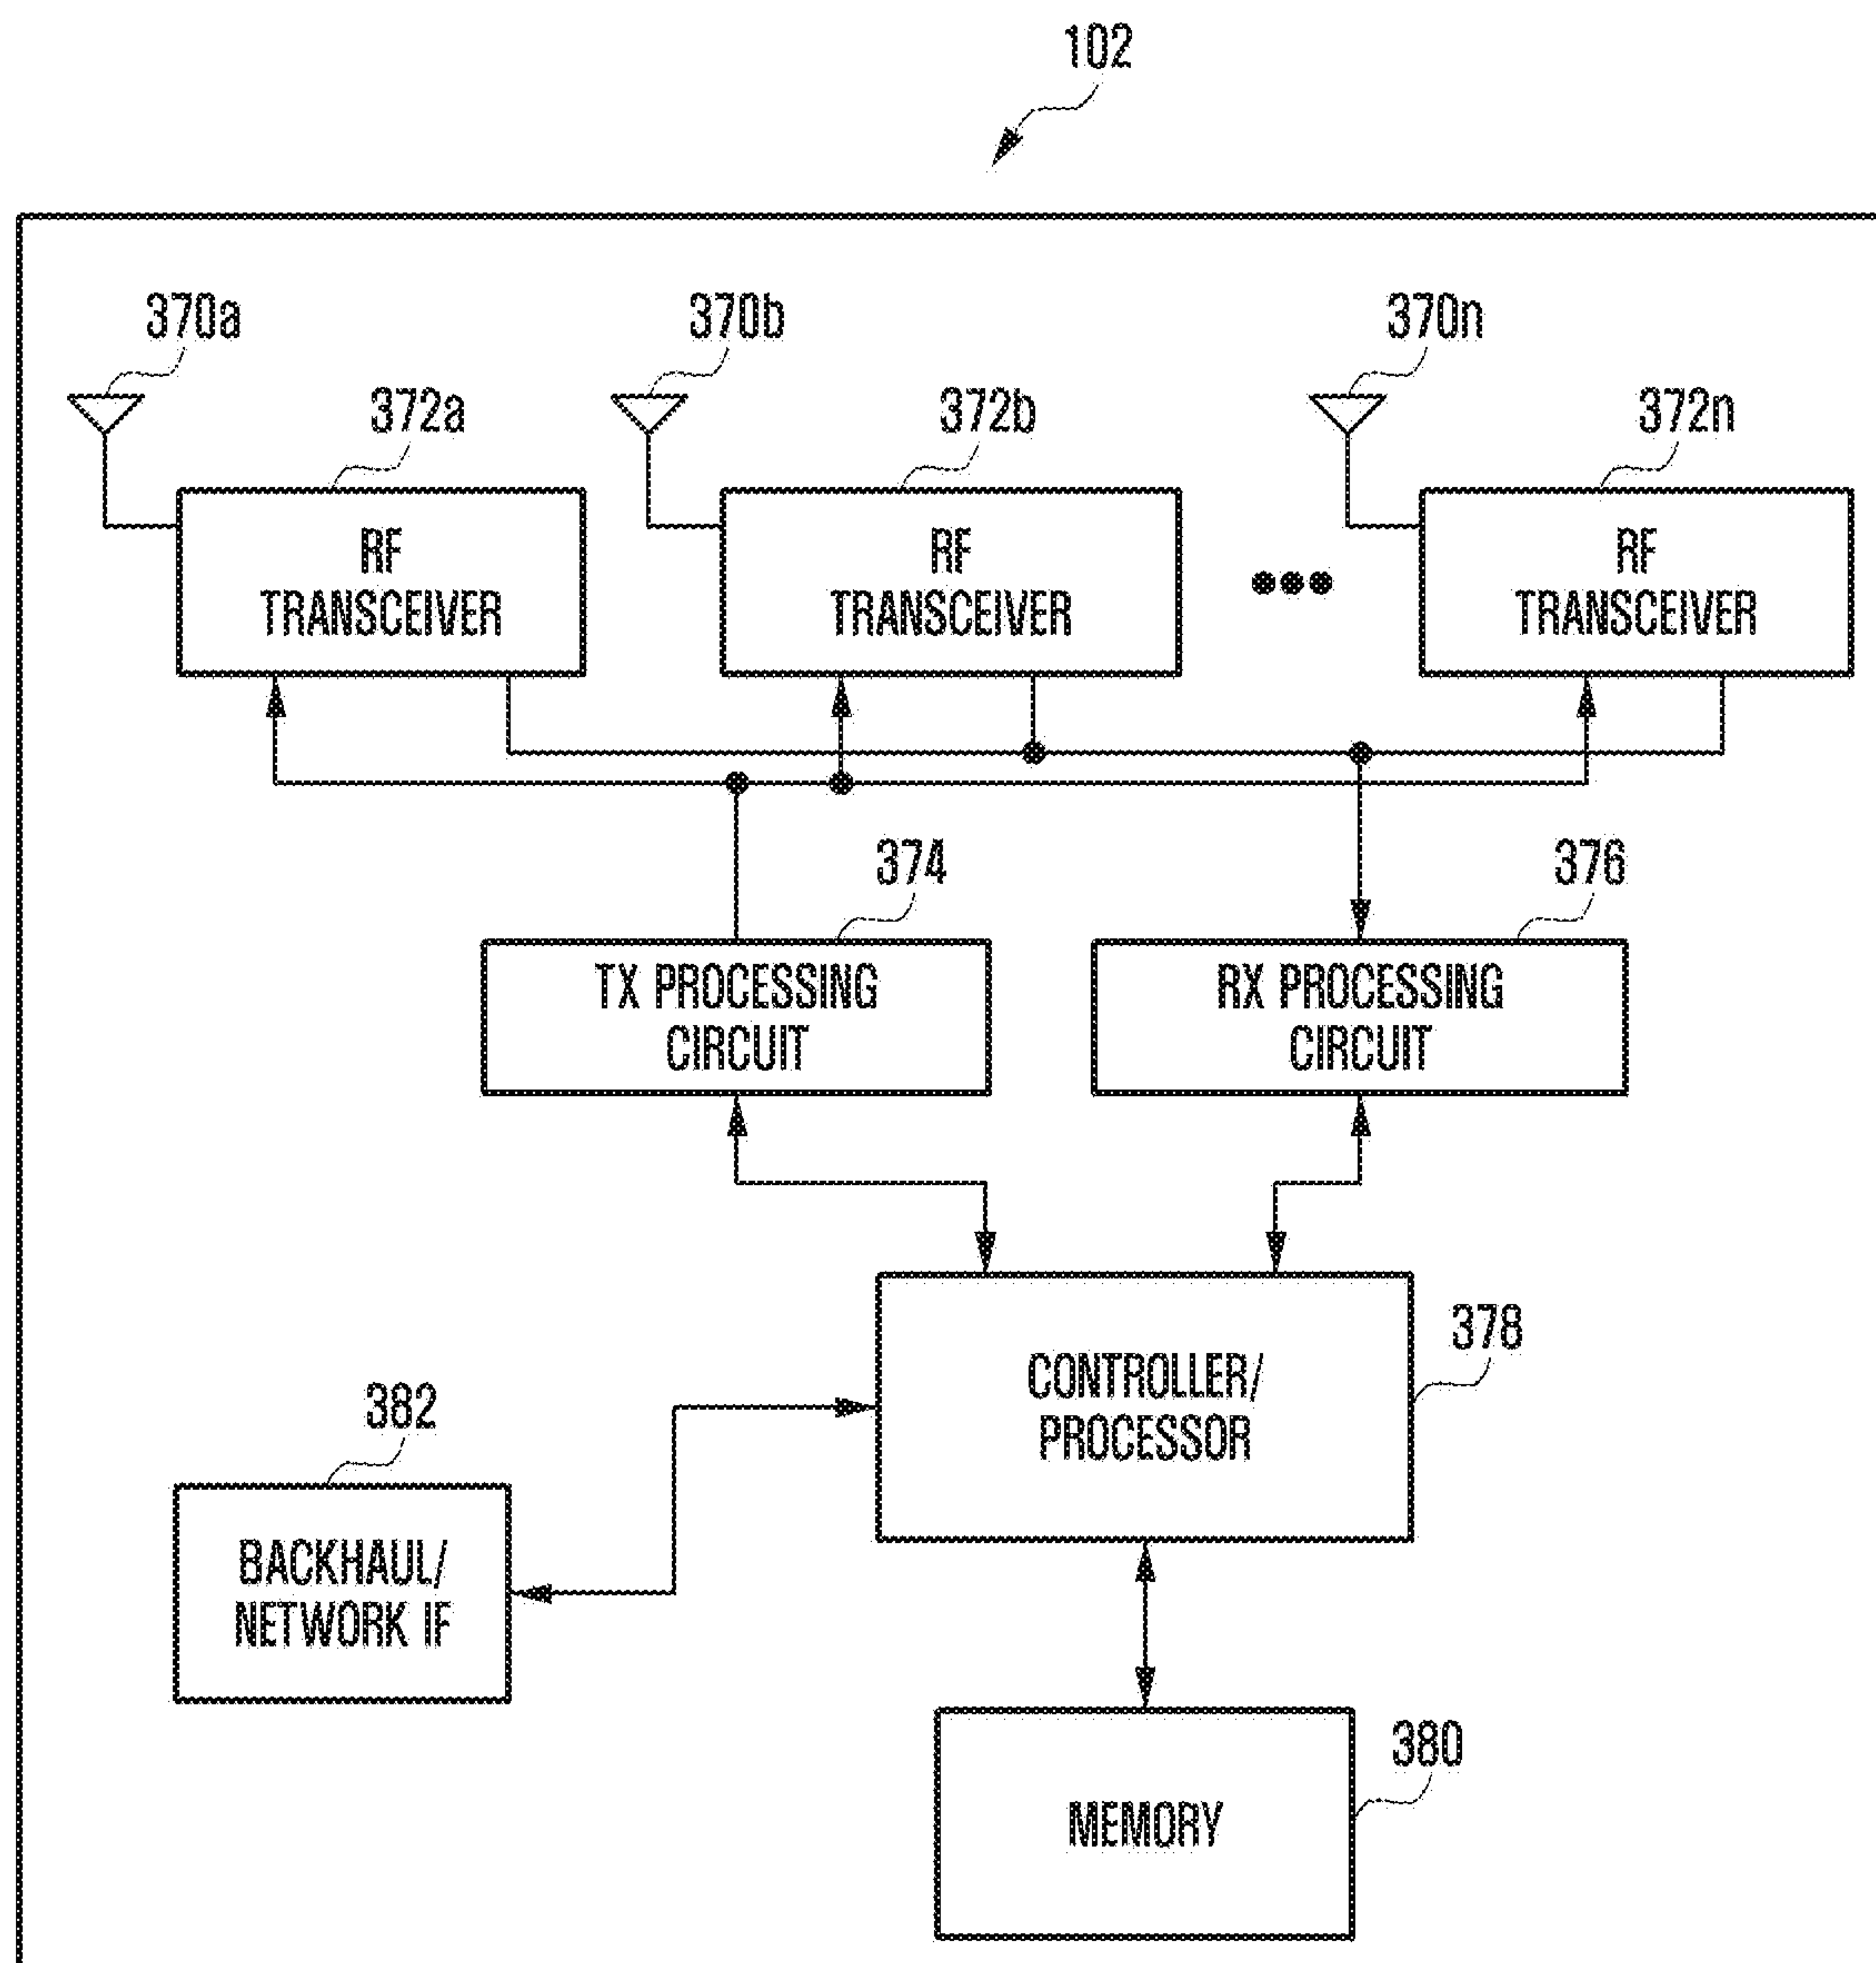 102
370a
370b
370n
372a
372b
372n
RF
TRANSCEIVER
RF
TRANSCEIVER
RF
TRANSCEIVER
374
376
TX PROCESSING
CIRCUIT
RX PROCESSING
CIRCUIT
378
CONTROLLER/
PROCESSOR
382
BACKHAUL/
NETWORK IF
380
MEMORY